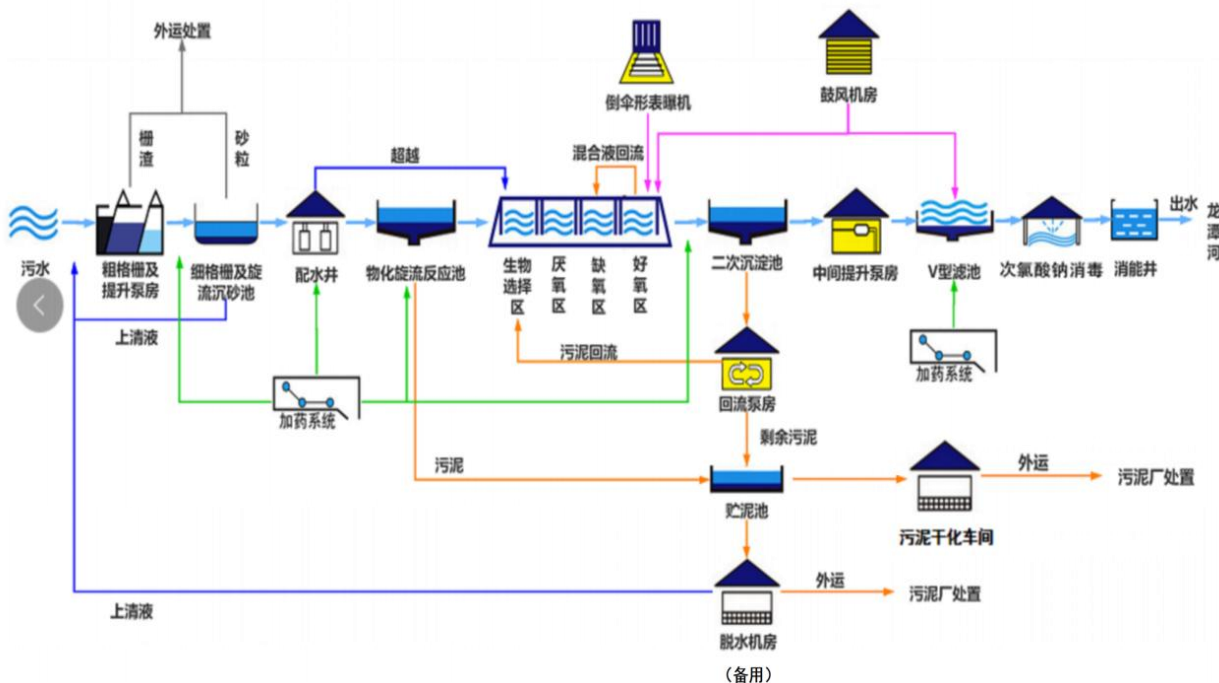 外运处置
栅渣
砂粒
倒伞形表曝机
鼓风机房
超越
混合液回流
污水
粗格栅及
提升泵房
细格栅及旋
流沉砂池
配水井
物化旋流反应池
生物选择区
厌氧区
缺氧区
好氧区
二次沉淀池
中间提升泵房
V型滤池
次氯酸钠消毒
消能井
出水
龙潭河
上清液
污泥回流
加药系统
回流泵房
加药系统
剩余污泥
污泥
贮泥池
外运
污泥厂处置
污泥干化车间
上清液
外运
污泥厂处置
脱水机房
（备用）